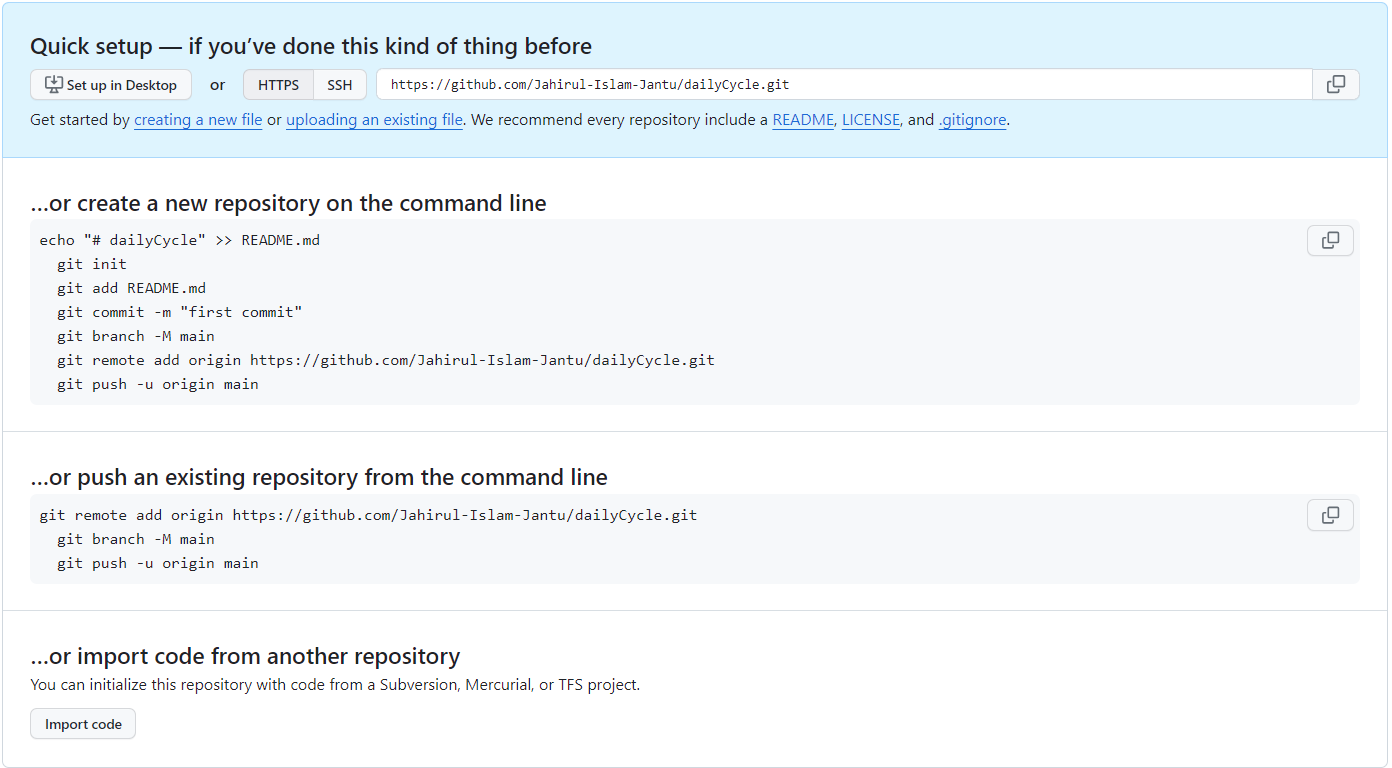 Quick setup — if you’ve done this kind of thing before
Set up in Desktop or HTTPS SSH https://github.com/Jahirul-Islam-Jantu/dailyCycle.git
Get started by creating a new file or uploading an existing file. We recommend every repository include a README, LICENSE, and .gitignore.
…or create a new repository on the command line
echo "# dailyCycle" >> README.md
git init
git add README.md
git commit -m "first commit"
git branch -M main
git remote add origin https://github.com/Jahirul-Islam-Jantu/dailyCycle.git
git push -u origin main
…or push an existing repository from the command line
git remote add origin https://github.com/Jahirul-Islam-Jantu/dailyCycle.git
git branch -M main
git push -u origin main
…or import code from another repository
You can initialize this repository with code from a Subversion, Mercurial, or TFS project.
Import code